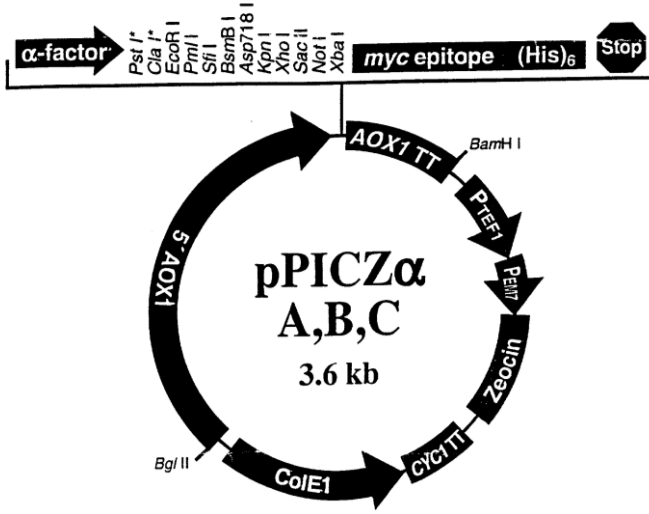 α-factor
Pst I*
Cla I*
EcoR I
Pml I
Sfi I
BsmB I
Asp718 I
Kpn I
Xho I
Sac II
Not I
Xba I
myc epitope (His)6
Stop
AOX1 TT
BamH I
PTEF1
PEM7
Zeocin
CYC1 TT
ColE1
Bgl II
5´ AOX1
pPICZα
A,B,C
3.6 kb